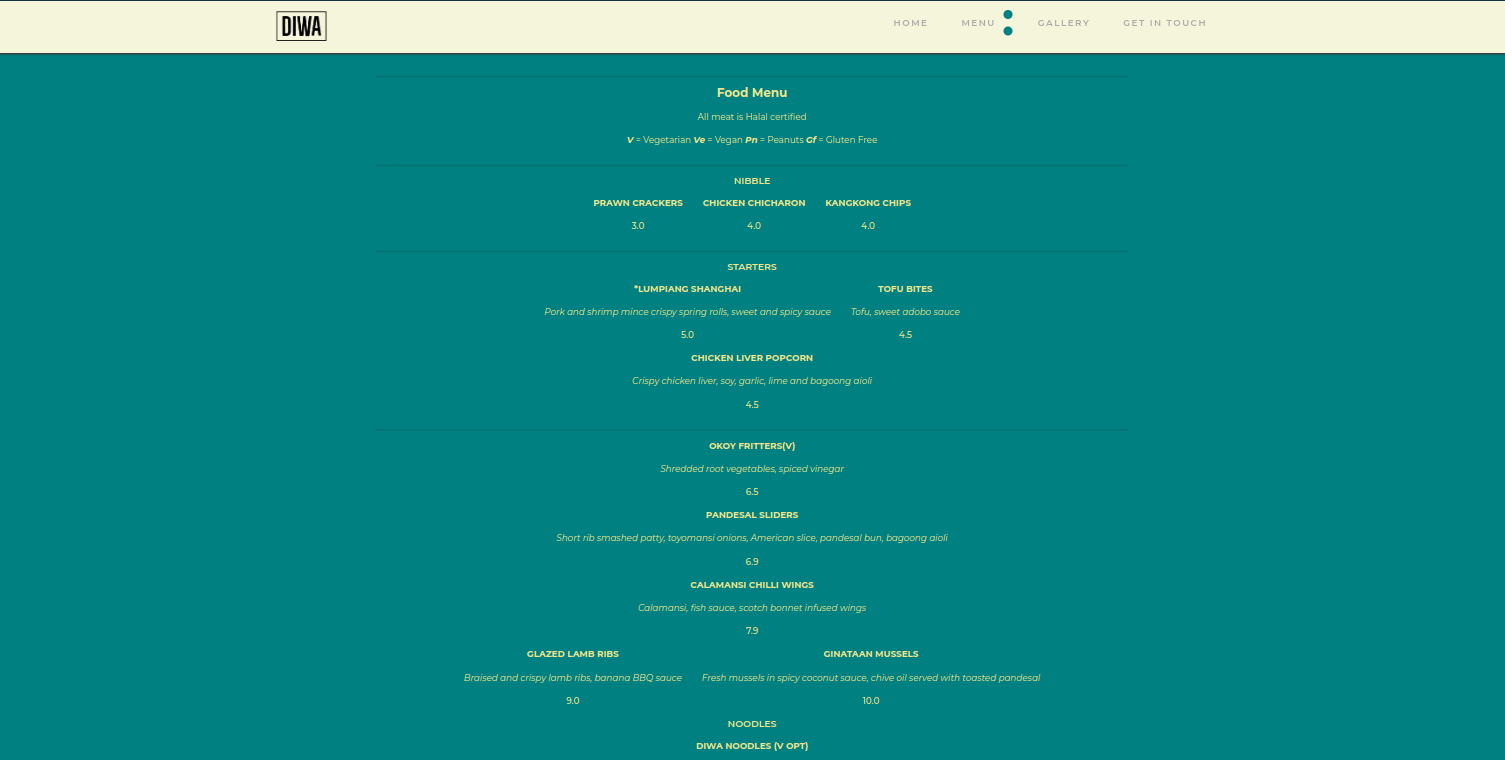 DIWA
HOME MENU GALLERY GET IN TOUCH
Food Menu
All meat is Halal certified
V = Vegetarian Ve = Vegan Pn = Peanuts Gf = Gluten Free
NIBBLE
PRAWN CRACKERS CHICKEN CHICHARON KANGKONG CHIPS
3.0 4.0 4.0
STARTERS
*LUMPIANG SHANGHAI TOFU BITES
Pork and shrimp mince crispy spring rolls, sweet and spicy sauce Tofu, sweet adobo sauce
5.0 4.5
CHICKEN LIVER POPCORN
Crispy chicken liver, soy, garlic, lime and bagoong aioli
4.5
OKOY FRITTERS(V)
Shredded root vegetables, spiced vinegar
6.5
PANDESAL SLIDERS
Short rib smashed patty, toyomansi onions, American slice, pandesal bun, bagoong aioli
6.9
CALAMANSI CHILLI WINGS
Calamansi, fish sauce, scotch bonnet infused wings
7.9
GLAZED LAMB RIBS GINATAAN MUSSELS
Braised and crispy lamb ribs, banana BBQ sauce Fresh mussels in spicy coconut sauce, chive oil served with toasted pandesal
9.0 10.0
NOODLES
DIWA NOODLES (V OPT)